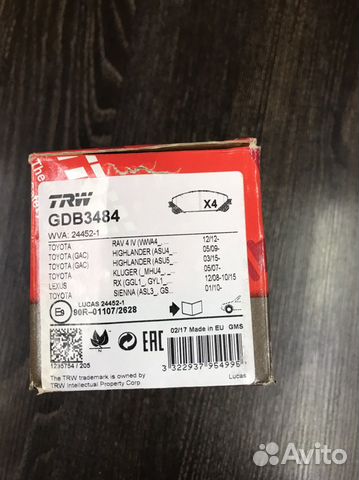 TRW
GDB3484
X4
WVA: 24452-1
TOYOTA RAV 4 IV (WWA4_, ... 12/12-
TOYOTA (GAC) HIGHLANDER (ASU4_ ... 05/09-
TOYOTA (GAC) HIGHLANDER (ASU5_ ... 03/15-
TOYOTA KLUGER (_MHU4_, ... 05/07-
LEXUS RX (GGL1_, GYL1_, ... 12/08-10/15
TOYOTA SIENNA (ASL3_, GS... 01/10-
LUCAS 24452-1
90R-01107/2628
02/17 Made in EU GMS
EAC
1235754 / 205
The TRW trademark is owned by
TRW Intellectual Property Corp.
3 322937 954995
Lucas
Avito